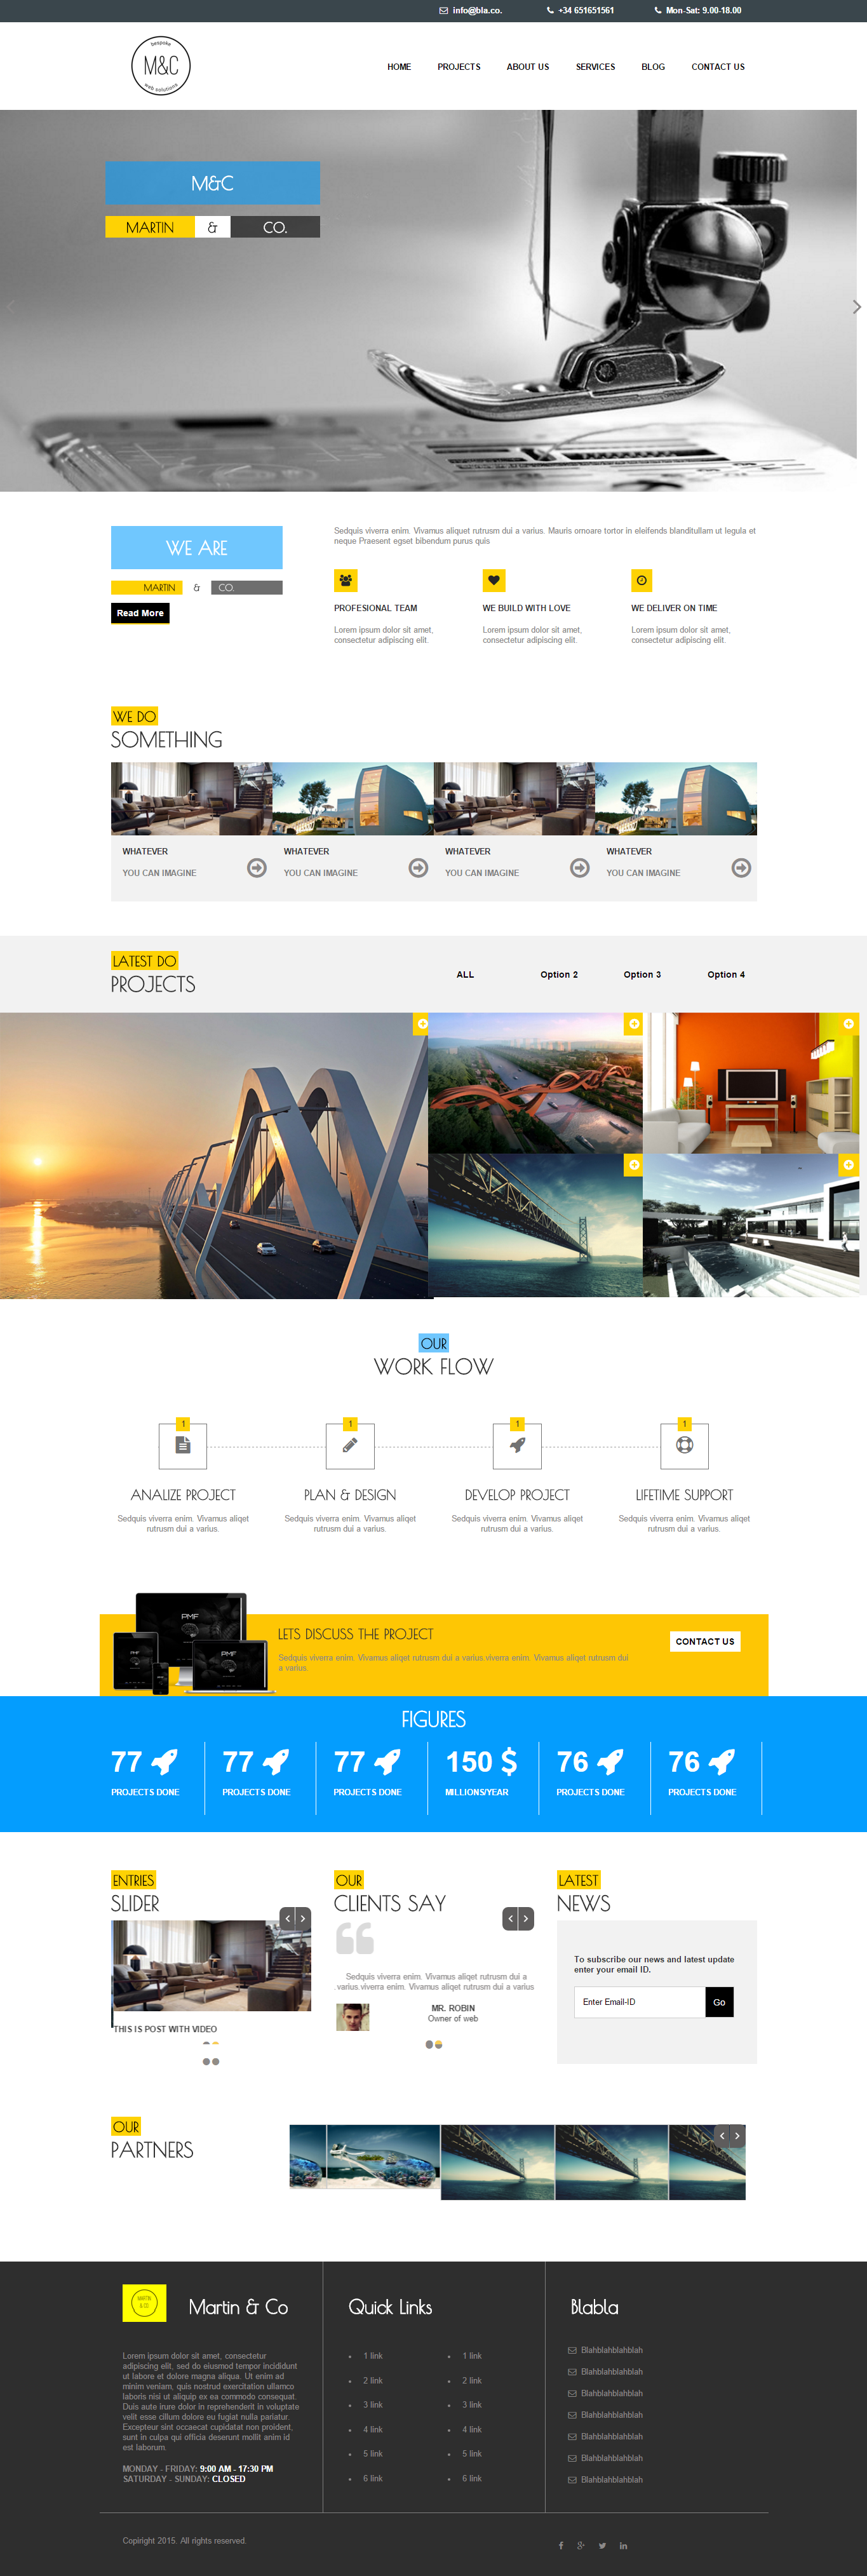 info@bla.co. +34 651651561 Mon-Sat: 9.00-18.00
bespoke
M&C
web solutions
HOME PROJECTS ABOUT US SERVICES BLOG CONTACT US
M&C
MARTIN & CO.
WE ARE
MARTIN & CO.
Read More
Sedquis viverra enim. Vivamus aliquet rutrusm dui a varius. Mauris ornoare tortor in eleifends blanditullam ut legula et
neque Praesent egset bibendum purus quis
PROFESIONAL TEAM
Lorem ipsum dolor sit amet,
consectetur adipiscing elit.
WE BUILD WITH LOVE
Lorem ipsum dolor sit amet,
consectetur adipiscing elit.
WE DELIVER ON TIME
Lorem ipsum dolor sit amet,
consectetur adipiscing elit.
WE DO
SOMETHING
WHATEVER
YOU CAN IMAGINE
WHATEVER
YOU CAN IMAGINE
WHATEVER
YOU CAN IMAGINE
WHATEVER
YOU CAN IMAGINE
LATEST DO
PROJECTS
ALL Option 2 Option 3 Option 4
OUR
WORK FLOW
1
ANALIZE PROJECT
Sedquis viverra enim. Vivamus aliqet
rutrusm dui a varius.
1
PLAN & DESIGN
Sedquis viverra enim. Vivamus aliqet
rutrusm dui a varius.
1
DEVELOP PROJECT
Sedquis viverra enim. Vivamus aliqet
rutrusm dui a varius.
1
LIFETIME SUPPORT
Sedquis viverra enim. Vivamus aliqet
rutrusm dui a varius.
PMF
PMF
PMF
LETS DISCUSS THE PROJECT
Sedquis viverra enim. Vivamus aliqet rutrusm dui a varius.viverra enim. Vivamus aliqet rutrusm dui
a varius.
CONTACT US
FIGURES
77
PROJECTS DONE
77
PROJECTS DONE
77
PROJECTS DONE
150 $
MILLIONS/YEAR
76
PROJECTS DONE
76
PROJECTS DONE
ENTRIES
SLIDER
THIS IS POST WITH VIDEO
OUR
CLIENTS SAY
Sedquis viverra enim. Vivamus aliqet rutrusm dui a
varius.viverra enim. Vivamus aliqet rutrusm dui a varius
MR. ROBIN
Owner of web
LATEST
NEWS
To subscribe our news and latest update
enter your email ID.
Enter Email-ID
Go
OUR
PARTNERS
MARTIN
& CO
Martin & Co
Lorem ipsum dolor sit amet, consectetur
adipiscing elit, sed do eiusmod tempor incididunt
ut labore et dolore magna aliqua. Ut enim ad
minim veniam, quis nostrud exercitation ullamco
laboris nisi ut aliquip ex ea commodo consequat.
Duis aute irure dolor in reprehenderit in voluptate
velit esse cillum dolore eu fugiat nulla pariatur.
Excepteur sint occaecat cupidatat non proident,
sunt in culpa qui officia deserunt mollit anim id
est laborum.
MONDAY - FRIDAY: 9:00 AM - 17:30 PM
SATURDAY - SUNDAY: CLOSED
Quick Links
1 link
2 link
3 link
4 link
5 link
6 link
1 link
2 link
3 link
4 link
5 link
6 link
Blabla
Blahblahblahblah
Blahblahblahblah
Blahblahblahblah
Blahblahblahblah
Blahblahblahblah
Blahblahblahblah
Blahblahblahblah
Copiright 2015. All rights reserved.